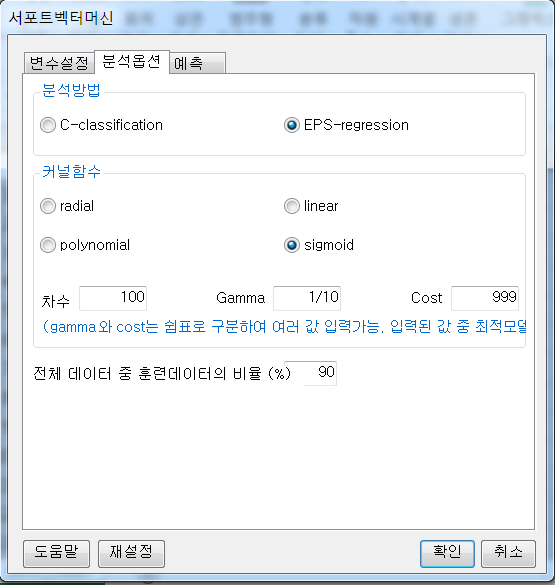 서포트벡터머신
변수설정 분석옵션 예측
분석방법
C-classification EPS-regression
커널함수
radial linear
polynomial sigmoid
차수 100 Gamma 1/10 Cost 999
(gamma와 cost는 쉼표로 구분하여 여러 값 입력가능, 입력된 값 중 최적모델
전체 데이터 중 훈련데이터의 비율 (%) 90
도움말 재설정 확인 취소